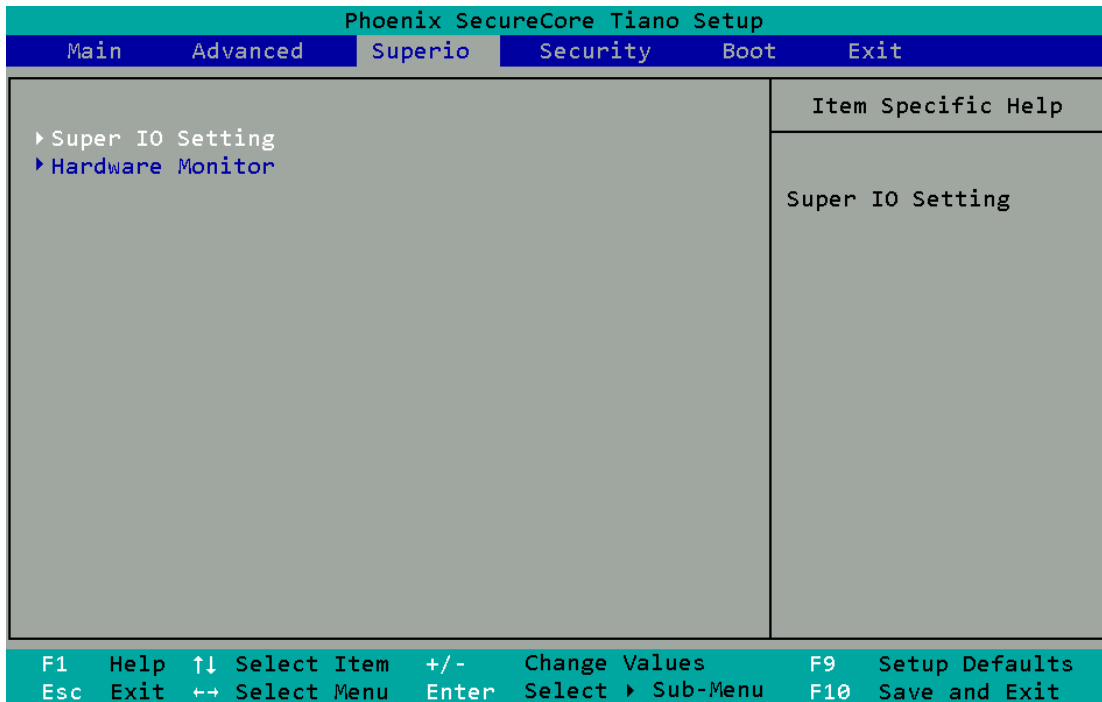 Phoenix SecureCore Tiano Setup
Main Advanced Superio Security Boot Exit
Item Specific Help
▸Super IO Setting
▸Hardware Monitor
Super IO Setting
F1 Help ↑↓ Select Item +/- Change Values F9 Setup Defaults
Esc Exit ←→ Select Menu Enter Select ▸ Sub-Menu F10 Save and Exit